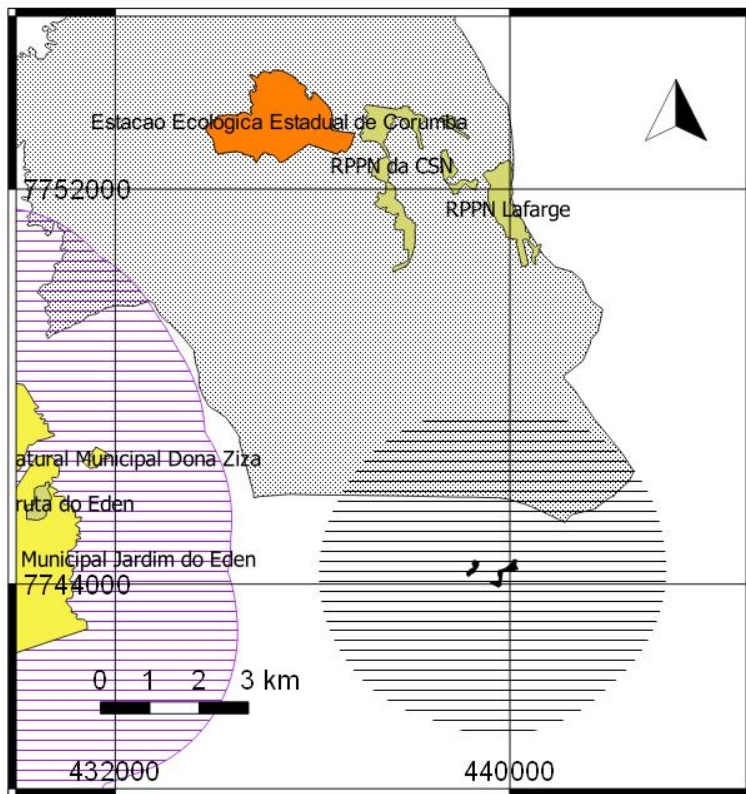 Estacao Ecologica Estadual de Corumba
RPPN da CSN
7752000
RPPN Lafarge
atural Municipal Dona Ziza
ruta do Eden
Municipal Jardim do Eden
7744000
0 1 2 3 km
432000 440000